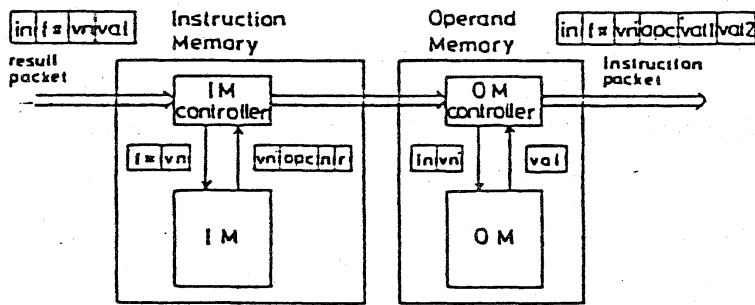 in f# vn val
Instruction
Memory
Operand
Memory
in f# vn opc val1 val2
result
packet
Instruction
packet
IM
controller
OM
controller
f# vn
vn opc n/r
in vn
val
IM
OM